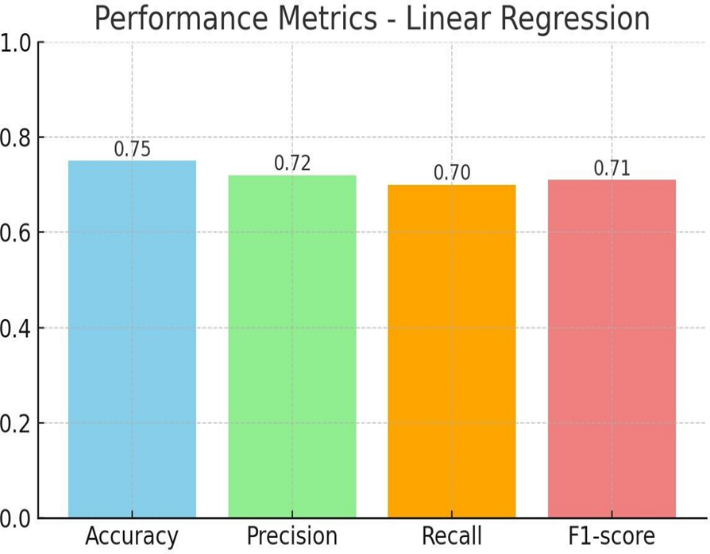 Performance Metrics - Linear Regression
1.0
0.8
0.6
0.4
0.2
0.0
0.75
0.72
0.70
0.71
Accuracy
Precision
Recall
F1-score